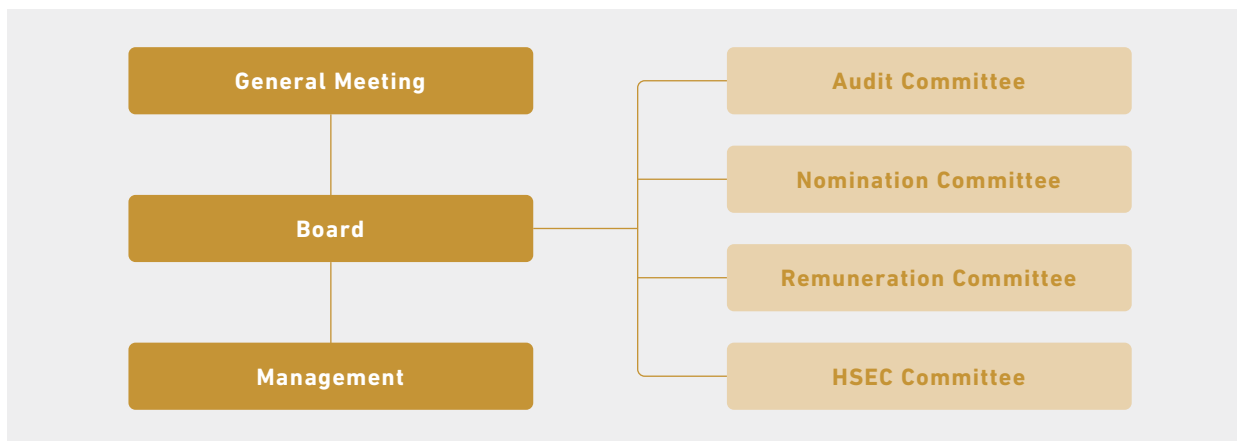 General Meeting
Board
Management
Audit Committee
Nomination Committee
Remuneration Committee
HSEC Committee